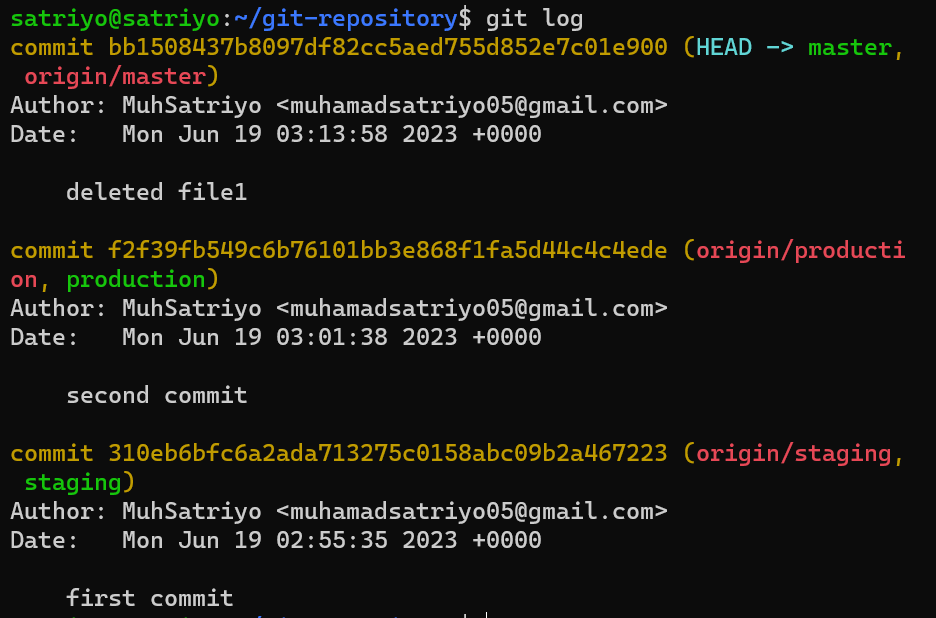 satriyo@satriyo:~/git-repository$ git log
commit bb1508437b8097df82cc5aed755d852e7c01e900 (HEAD -> master,
origin/master)
Author: MuhSatriyo <muhamadsatriyo05@gmail.com>
Date:   Mon Jun 19 03:13:58 2023 +0000
deleted file1
commit f2f39fb549c6b76101bb3e868f1fa5d44c4c4ede (origin/producti
on, production)
Author: MuhSatriyo <muhamadsatriyo05@gmail.com>
Date:   Mon Jun 19 03:01:38 2023 +0000
second commit
commit 310eb6bfc6a2ada713275c0158abc09b2a467223 (origin/staging,
staging)
Author: MuhSatriyo <muhamadsatriyo05@gmail.com>
Date:   Mon Jun 19 02:55:35 2023 +0000
first commit